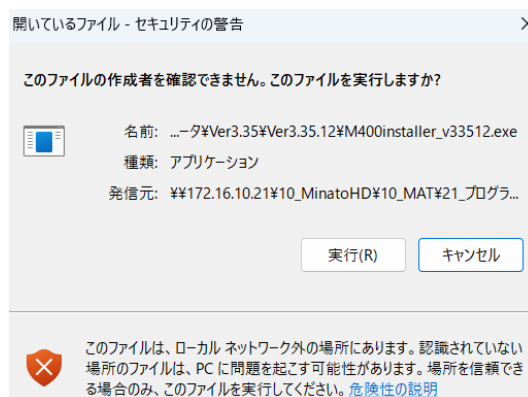 開いているファイル - セキュリティの警告
このファイルの作成者を確認できません。このファイルを実行しますか?
名前: ...ータ¥Ver3.35¥Ver3.35.12¥M400installer_v33512.exe
種類: アプリケーション
発信元: ¥¥172.16.10.21¥10_MinatoHD¥10_MAT¥21_プログラ...
実行(R) キャンセル
このファイルは、ローカル ネットワーク外の場所にあります。認識されていない
場所のファイルは、PC に問題を起こす可能性があります。場所を信頼でき
る場合のみ、このファイルを実行してください。危険性の説明